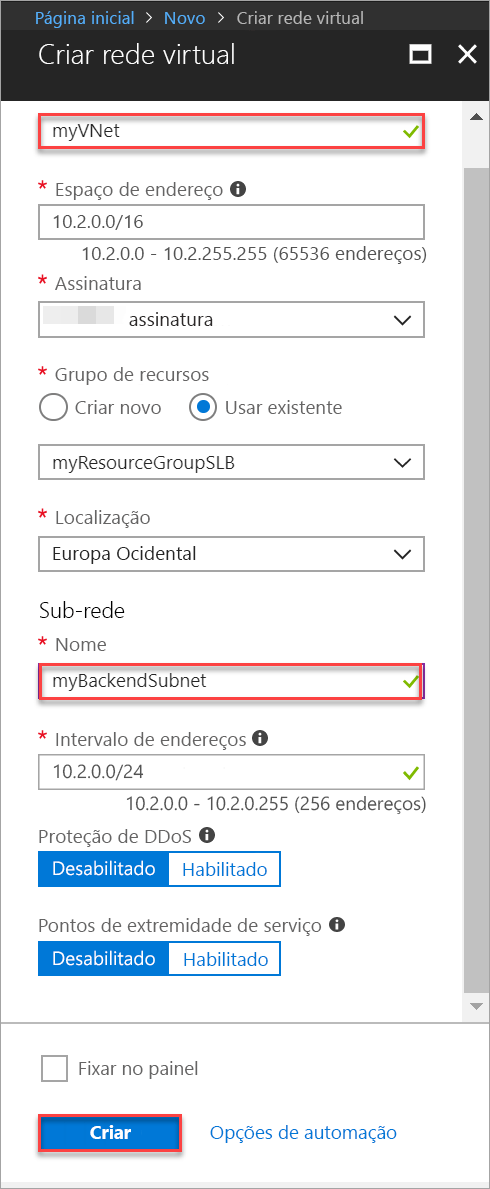 Página inicial > Novo > Criar rede virtual
Criar rede virtual
myVNet
* Espaço de endereço
10.2.0.0/16
10.2.0.0 - 10.2.255.255 (65536 endereços)
* Assinatura
assinatura
* Grupo de recursos
Criar novo Usar existente
myResourceGroupSLB
* Localização
Europa Ocidental
Sub-rede
* Nome
myBackendSubnet
* Intervalo de endereços
10.2.0.0/24
10.2.0.0 - 10.2.0.255 (256 endereços)
Proteção de DDoS
Desabilitado Habilitado
Pontos de extremidade de serviço
Desabilitado Habilitado
Fixar no painel
Criar Opções de automação